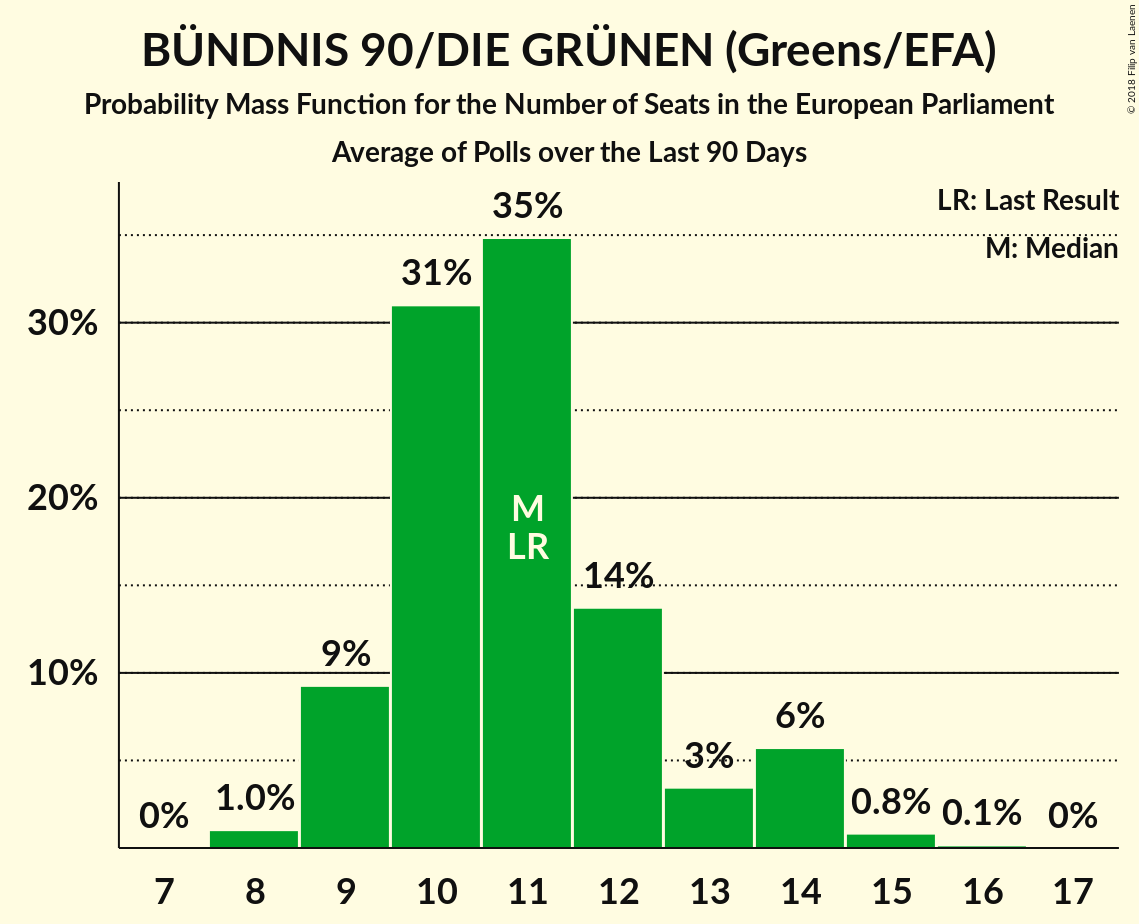 BÜNDNIS 90/DIE GRÜNEN (Greens/EFA)
Probability Mass Function for the Number of Seats in the European Parliament
Average of Polls over the Last 90 Days
© 2018 Filip van Laenen
LR: Last Result
M: Median
35%
31%
30%
20%
M
LR
14%
9%
10%
6%
3%
1.0%
0.8%
0.1%
0%
0%
7 8 9 10 11 12 13 14 15 16 17